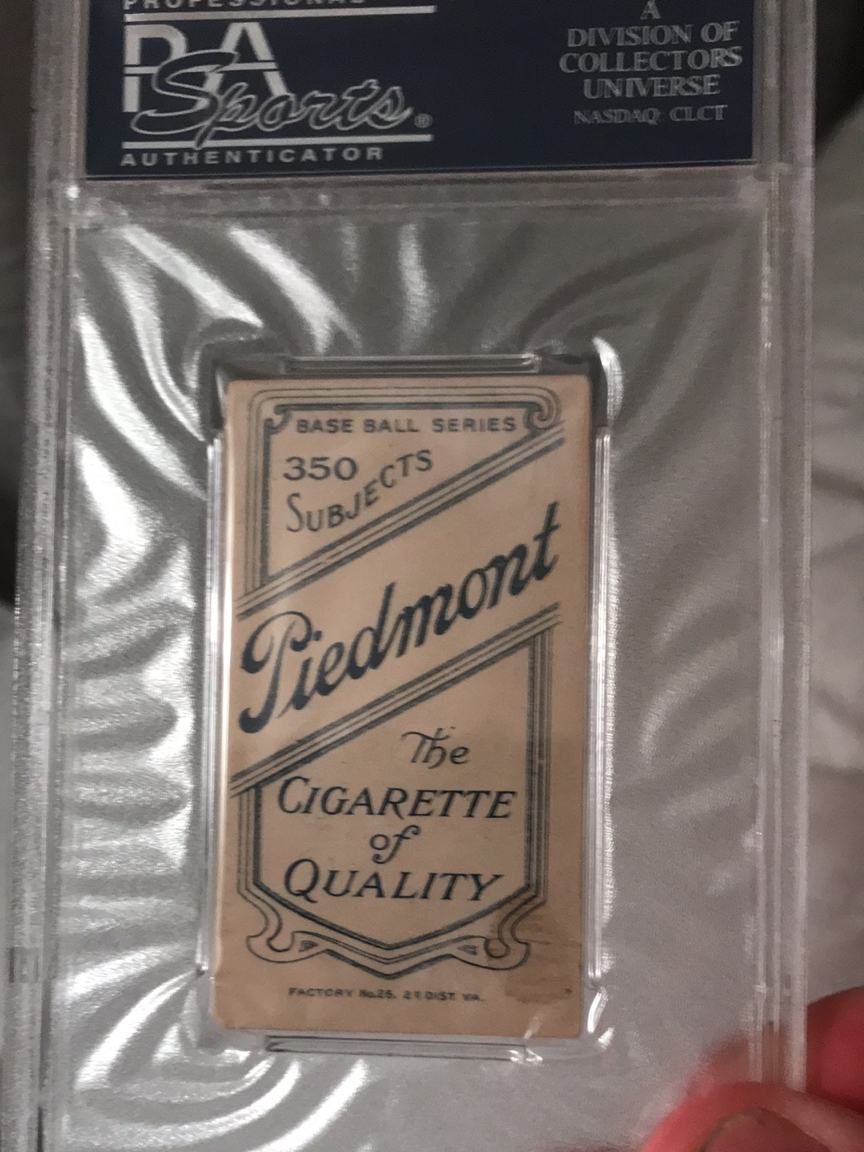 PROFESSIONAL
PSA
Sports®
AUTHENTICATOR
A
DIVISION OF
COLLECTORS
UNIVERSE
NASDAQ: CLCT
BASE BALL SERIES
350
SUBJECTS
Piedmont
The
CIGARETTE
of
QUALITY
FACTORY No. 25. 2D DIST. VA.